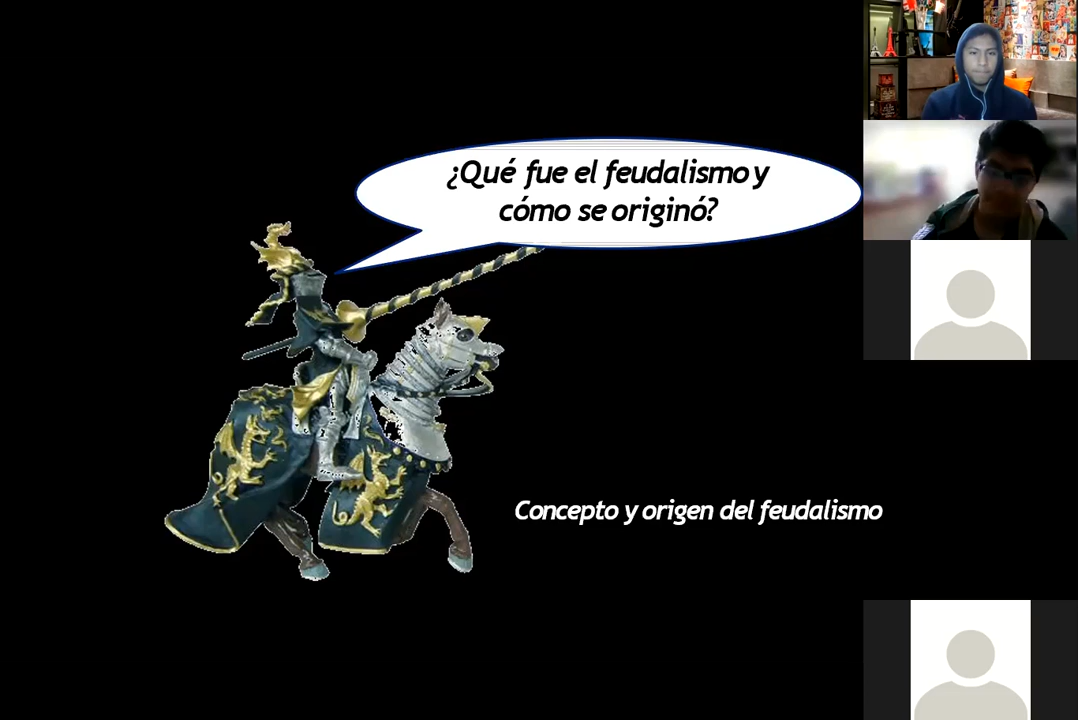 ¿Qué fue el feudalismo y
cómo se originó?
Concepto y origen del feudalismo